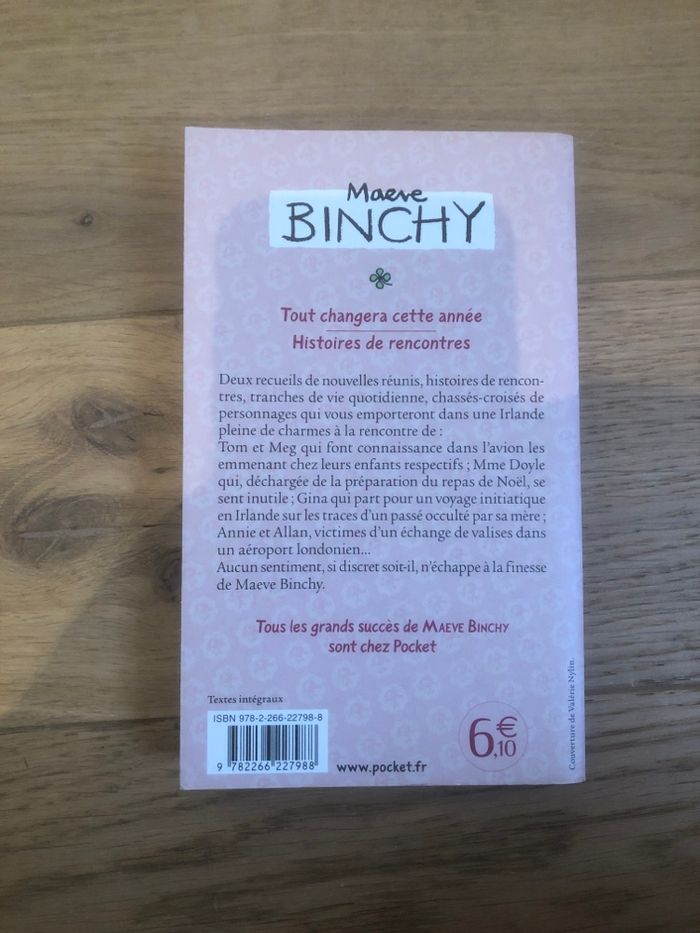 Maeve
BINCHY
Tout changera cette année
Histoires de rencontres
Deux recueils de nouvelles réunis, histoires de rencon-
tres, tranches de vie quotidienne, chassés-croisés de
personnages qui vous emporteront dans une Irlande
pleine de charmes à la rencontre de :
Tom et Meg qui font connaissance dans l'avion les
emmenant chez leurs enfants respectifs ; Mme Doyle
qui, déchargée de la préparation du repas de Noël, se
sent inutile ; Gina qui part pour un voyage initiatique
en Irlande sur les traces d'un passé occulté par sa mère ;
Annie et Allan, victimes d'un échange de valises dans
un aéroport londonien...
Aucun sentiment, si discret soit-il, n'échappe à la finesse
de Maeve Binchy.
Tous les grands succès de MAEVE BINCHY
sont chez Pocket
Textes intégraux
ISBN 978-2-266-22798-8
9 782266 227988
www.pocket.fr
6,10 €
Couverture de Valérie Nylin.